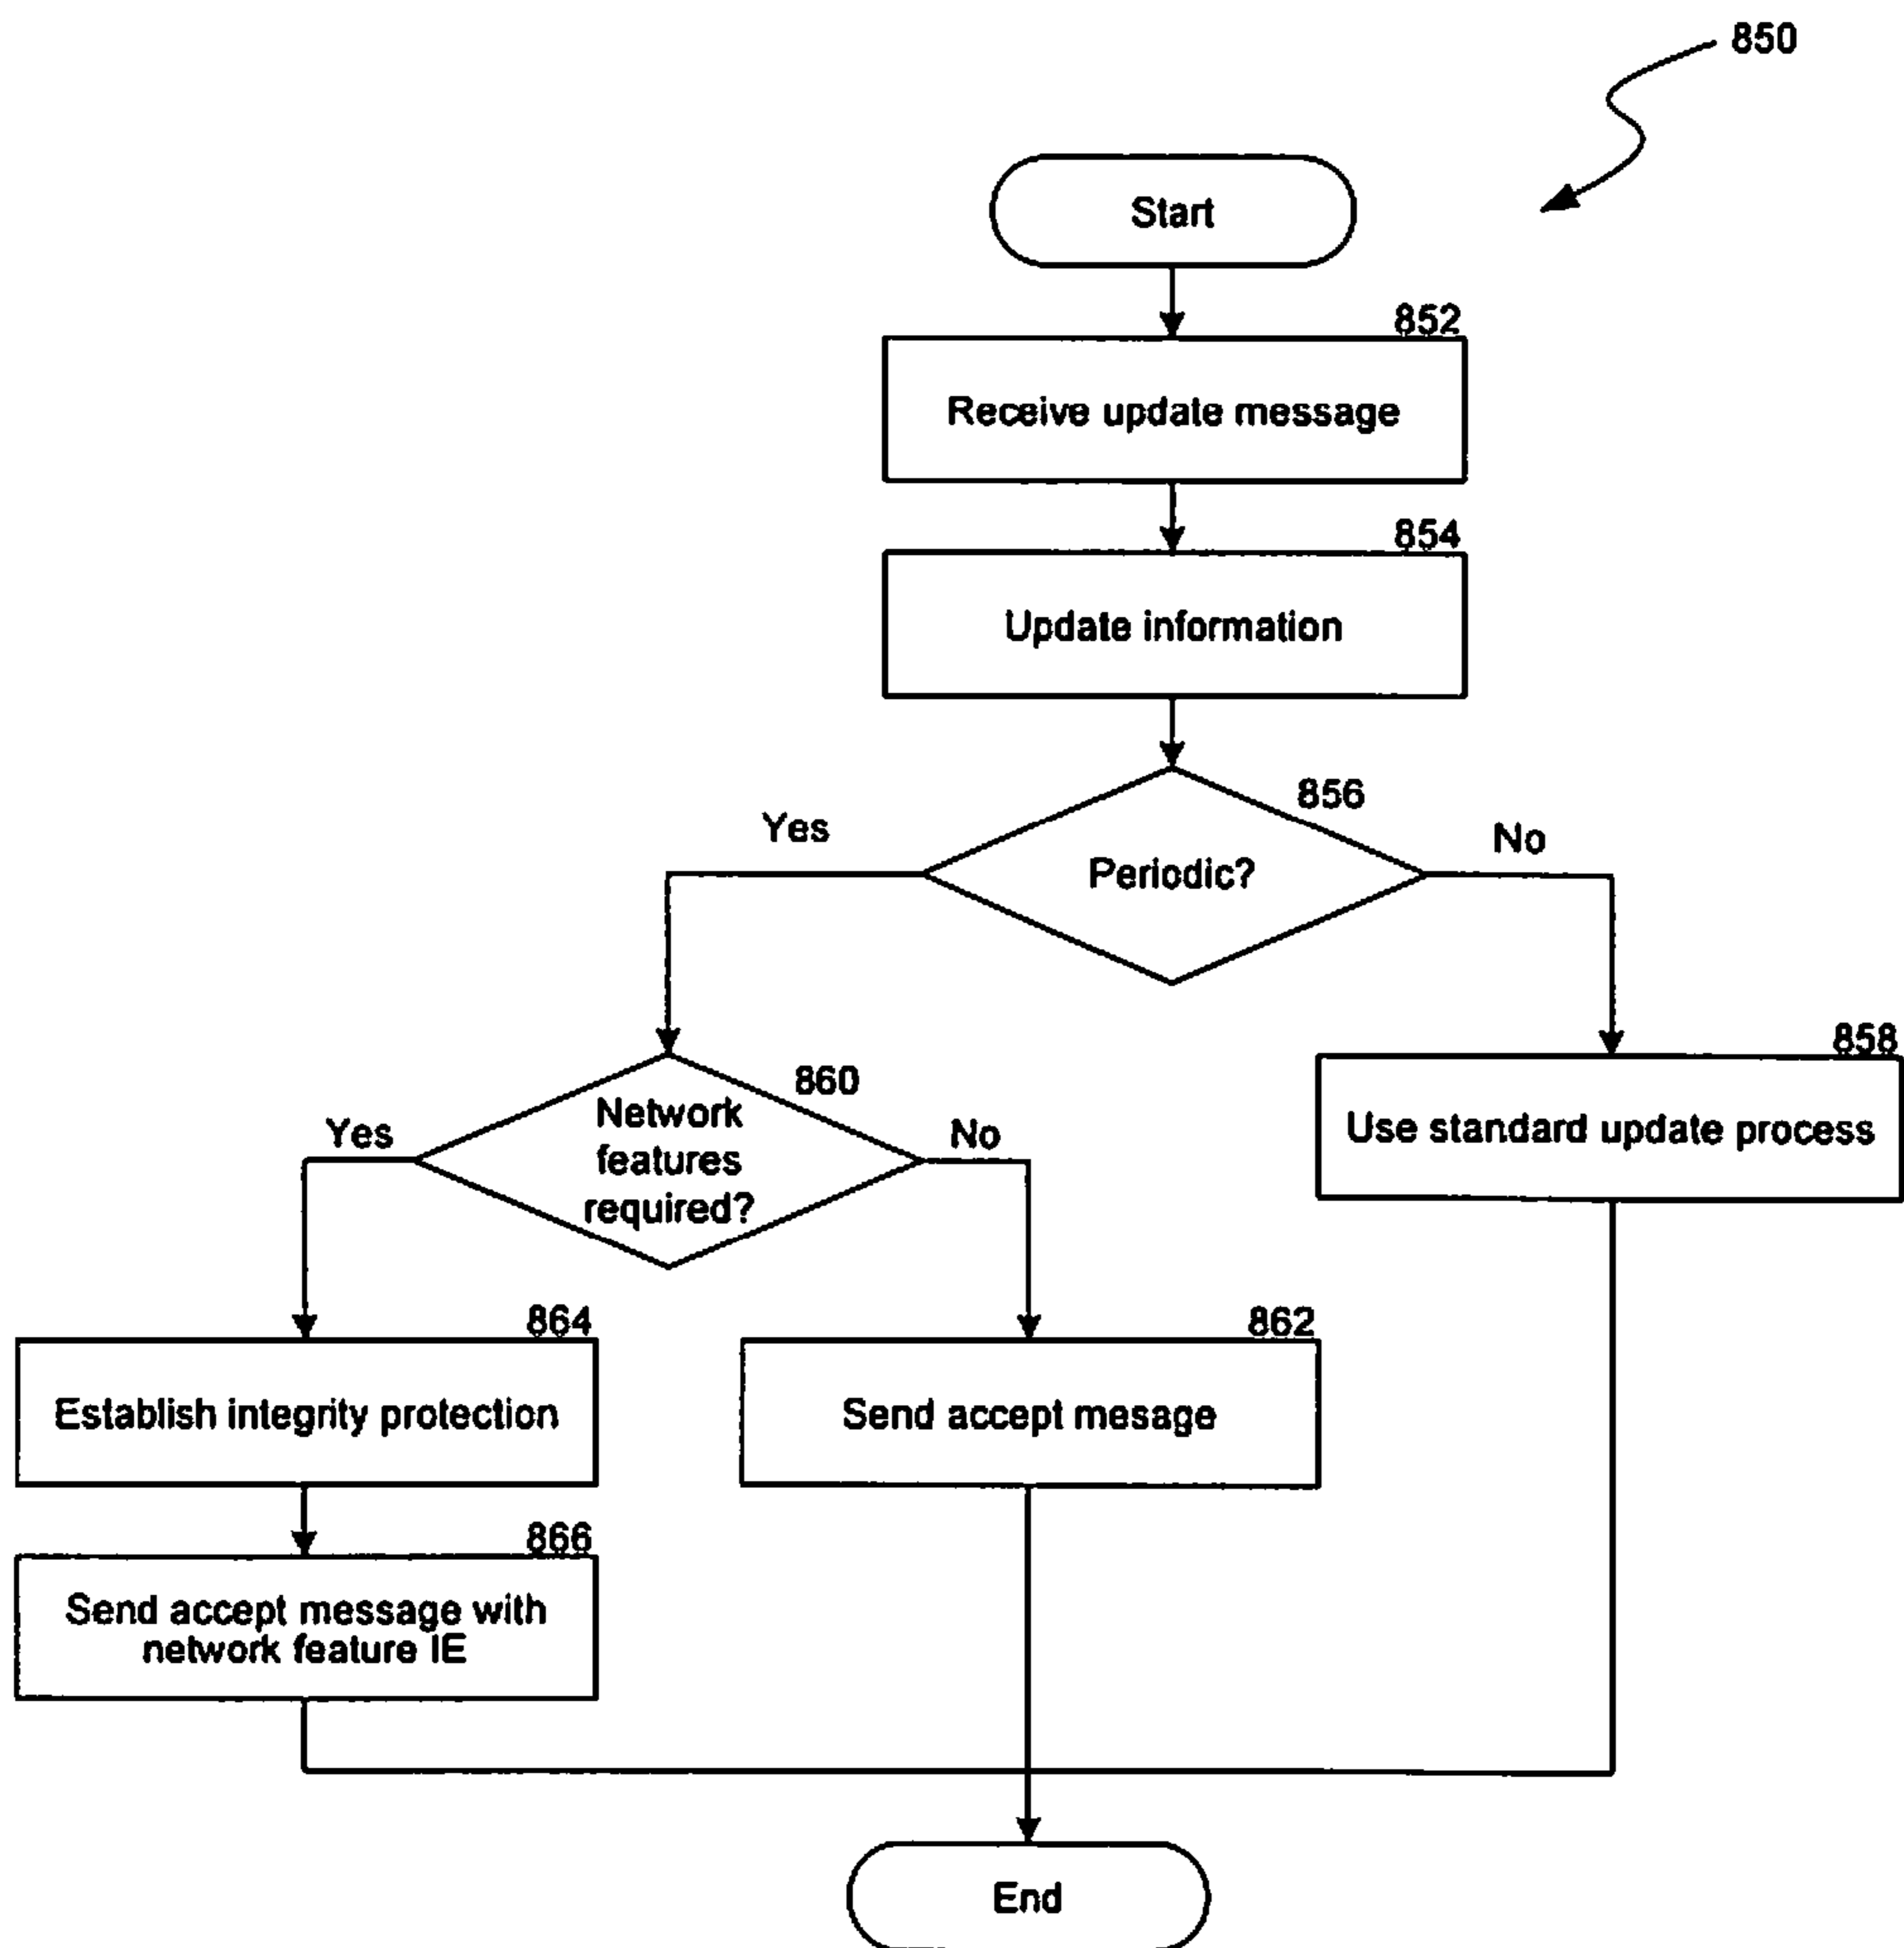 850
Start
852
Receive update message
854
Update information
856
Yes
No
Periodic?
858
Use standard update process
860
Yes
No
Network
features
required?
864
Establish integrity protection
862
Send accept mesage
866
Send accept message with
network feature IE
End